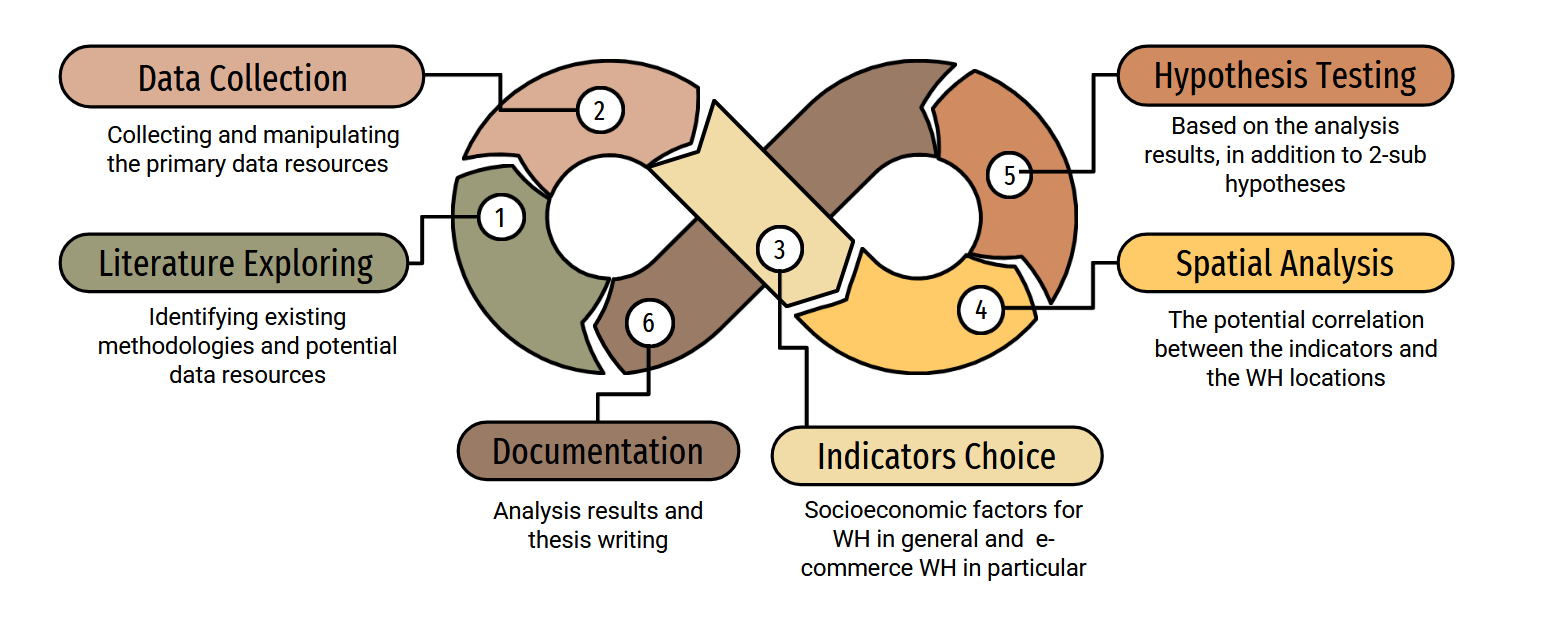 Data Collection
Collecting and manipulating
the primary data resources
2
1
Literature Exploring
Identifying existing
methodologies and potential
data resources
6
Documentation
Analysis results and
thesis writing
3
Indicators Choice
Socioeconomic factors for
WH in general and  e-
commerce WH in particular
Hypothesis Testing
Based on the analysis
results, in addition to 2-sub
hypotheses
5
Spatial Analysis
The potential correlation
between the indicators and
the WH locations
4